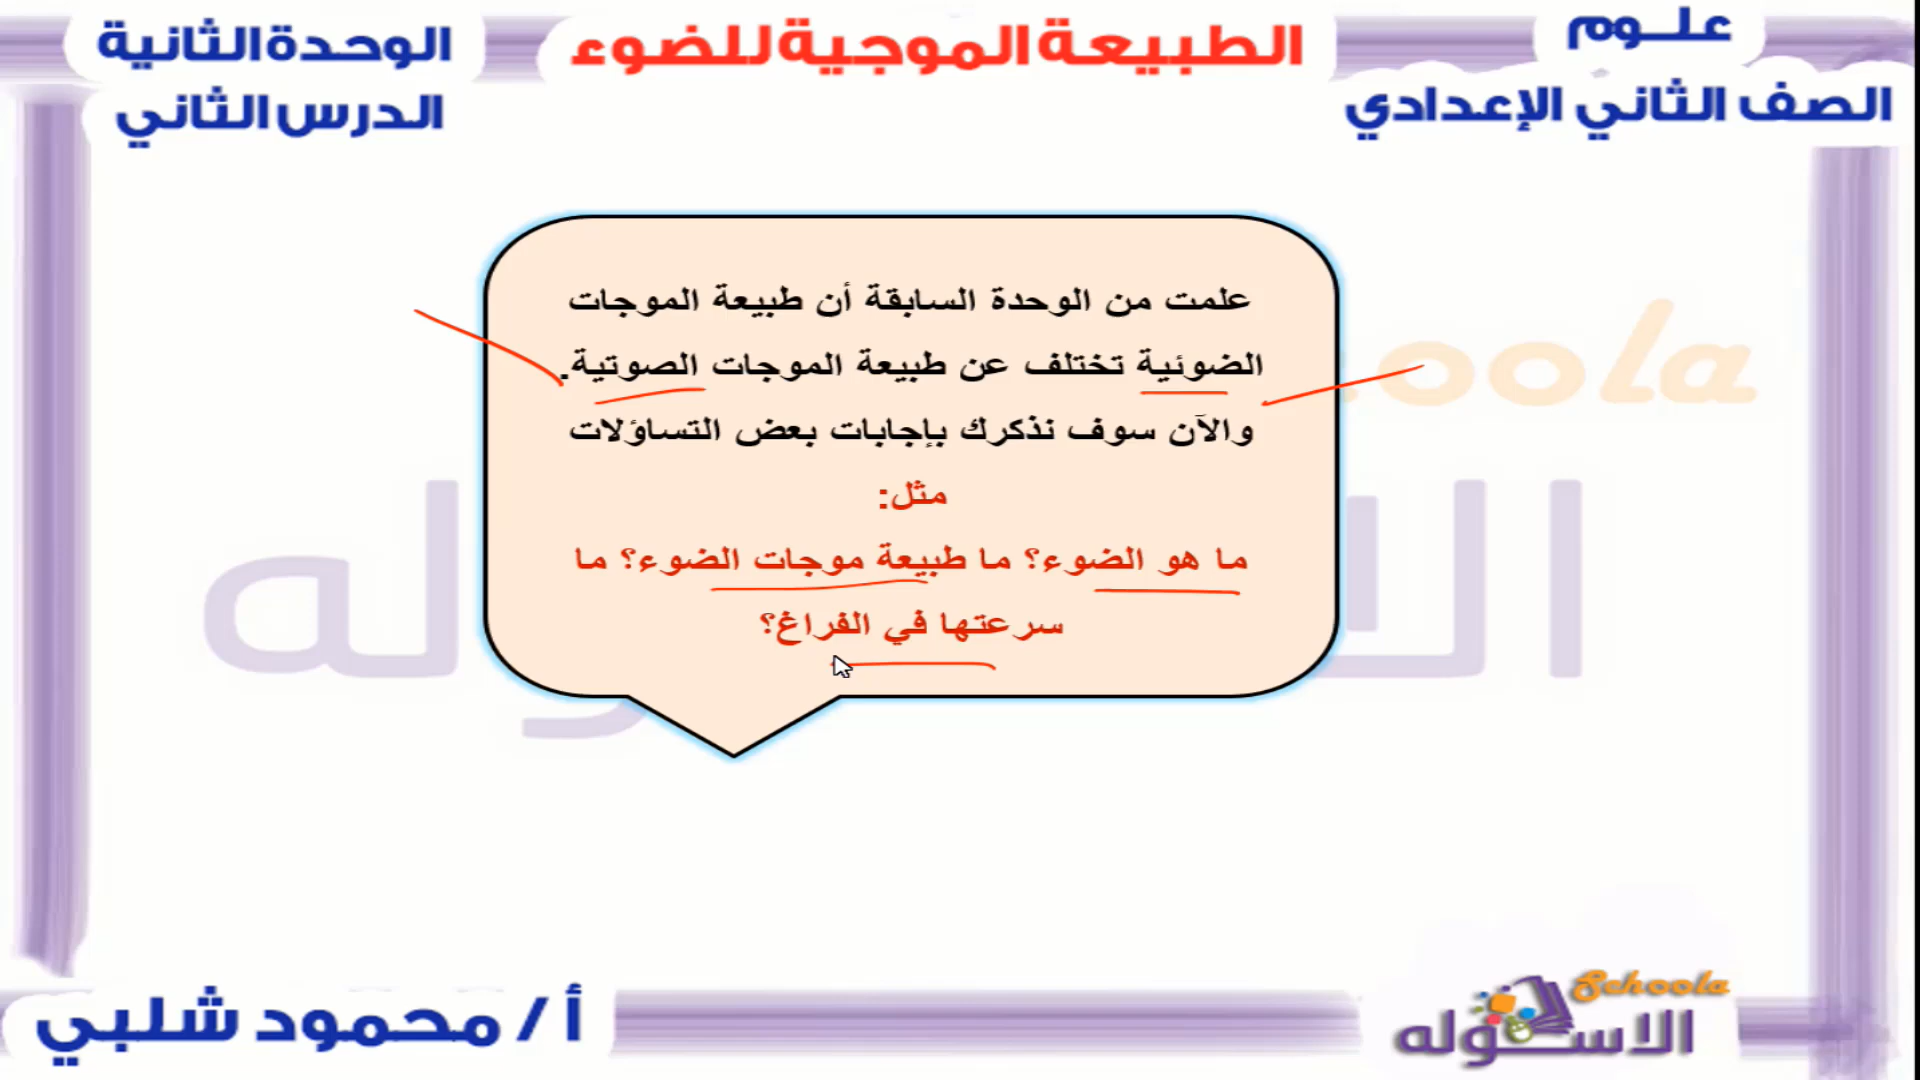 علوم
الصف الثاني الإعدادي
الطبيعة الموجية للضوء
الوحدة الثانية
الدرس الثاني
علمت من الوحدة السابقة أن طبيعة الموجات
الضوئية تختلف عن طبيعة الموجات الصوتية.
والآن سوف نذكرك بإجابات بعض التساؤلات
مثل:
ما هو الضوء؟ ما طبيعة موجات الضوء؟ ما
سرعتها في الفراغ؟
أ / محمود شلبي
Schoola
الاسكوله